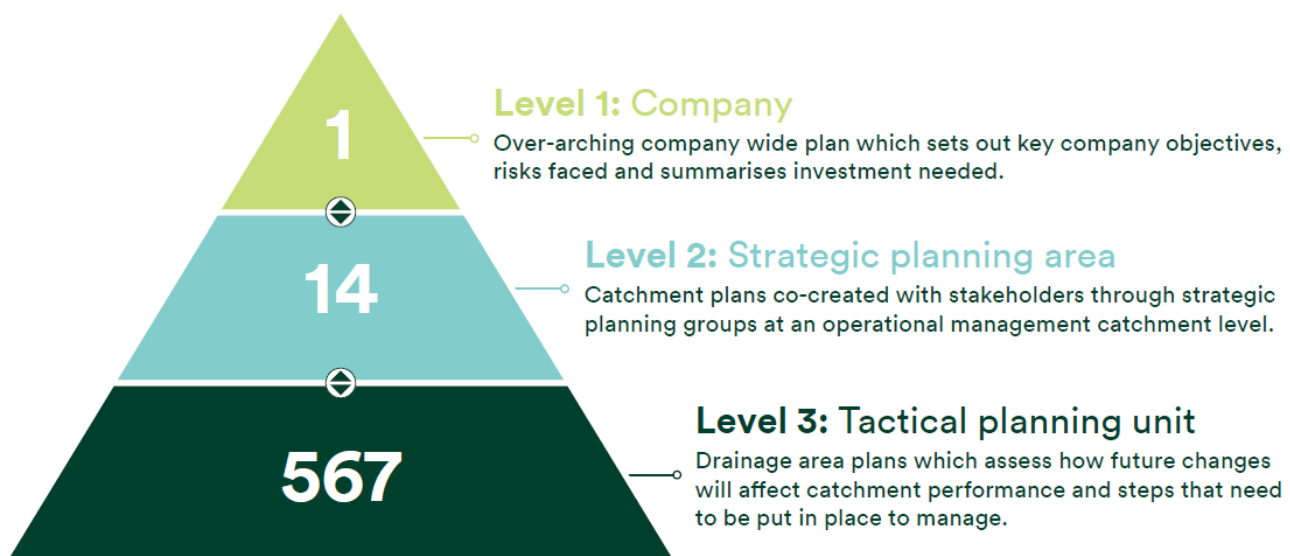 1
Level 1: Company
Over-arching company wide plan which sets out key company objectives,
risks faced and summarises investment needed.
14
Level 2: Strategic planning area
Catchment plans co-created with stakeholders through strategic
planning groups at an operational management catchment level.
567
Level 3: Tactical planning unit
Drainage area plans which assess how future changes
will affect catchment performance and steps that need
to be put in place to manage.